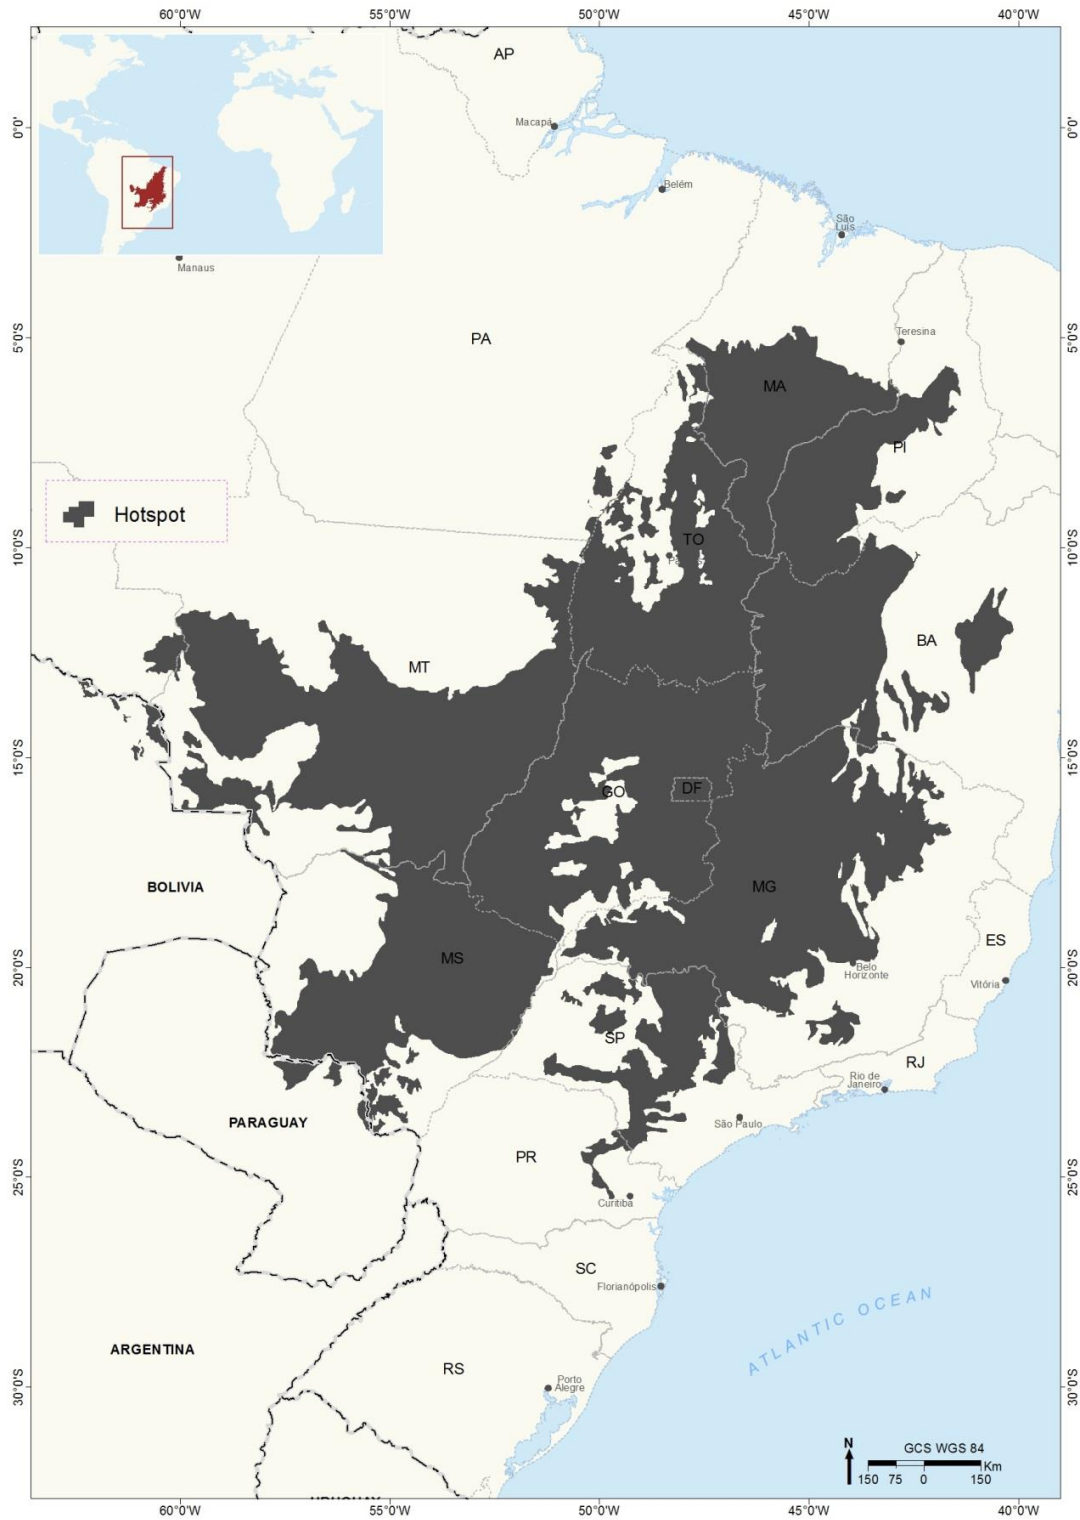 60°0'W 55°0'W 50°0'W 45°0'W 40°0'W
AP
Macapá
0°0' 0°0'
Belém
São
Luís
Manaus
Teresina
PA
5°0'S 5°0'S
MA
PI
Hotspot
TO
10°0'S 10°0'S
BA
MT
15°0'S 15°0'S
GO
DF
BOLIVIA
MG
ES
MS
Belo
Horizonte
20°0'S 20°0'S
Vitória
SP
RJ
Rio de
Janeiro
PARAGUAY
São Paulo
PR
25°0'S 25°0'S
Curitiba
SC
Florianópolis
ATLANTIC OCEAN
ARGENTINA
RS
Porto
Alegre
30°0'S 30°0'S
N
GCS WGS 84
Km
150 75 0 150
60°0'W 55°0'W 50°0'W 45°0'W 40°0'W